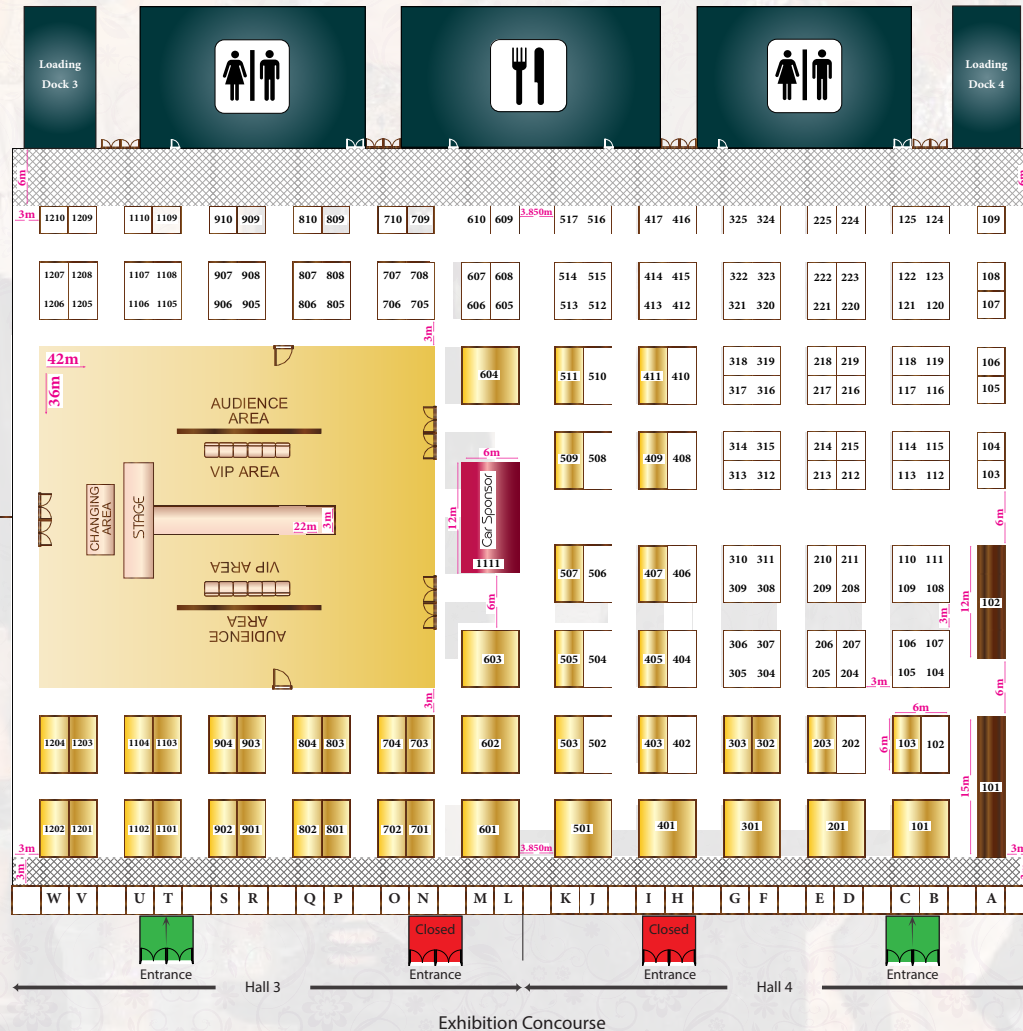 Loading
Dock 3
Loading
Dock 4
6m
6m
3m 1210 1209 1110 1109 910 909 810 809 710 709 610 609 3.850m 517 516 417 416 325 324 225 224 125 124 109
1207 1208 1107 1108 907 908 807 808 707 708 607 608 514 515 414 415 322 323 222 223 122 123 108
1206 1205 1106 1105 906 905 806 805 706 705 606 605 513 512 413 412 321 320 221 220 121 120 107
3m
42m
36m
604 511 510 411 410 318 319 218 219 118 119 106
317 316 217 216 117 116 105
AUDIENCE
AREA
VIP AREA
509 508 409 408 314 315 214 215 114 115 104
313 312 213 212 113 112 103
6m
12m
Car Sponsor
1111
6m
CHANGING
AREA
STAGE
22m
3m
VIP AREA
AUDIENCE
AREA
6m
507 506 407 406 310 311 210 211 110 111
309 308 209 208 109 108
12m
102
3m
603 505 504 405 404 306 307 206 207 106 107
305 304 205 204 105 104
3m
6m
3m
6m
1204 1203 1104 1103 904 903 804 803 704 703 602 503 502 403 402 303 302 203 202 6m 103 102
15m
101
1202 1201 1102 1101 902 901 802 801 702 701 601 501 401 301 201 101
3m
3.850m
3m
3m
W V U T S R Q P O N M L K J I H G F E D C B A
Closed
Closed
Entrance
Entrance
Entrance
Entrance
Hall 3
Hall 4
Exhibition Concourse